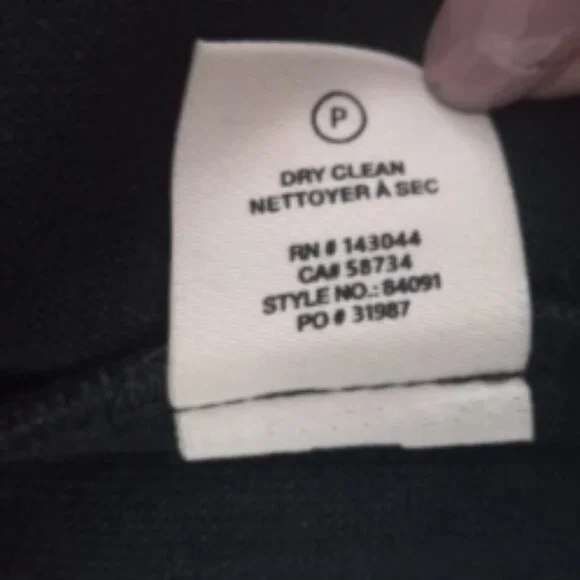 P
DRY CLEAN
NETTOYER À SEC
RN # 143044
CA# 58734
STYLE NO.: 84091
PO # 31987